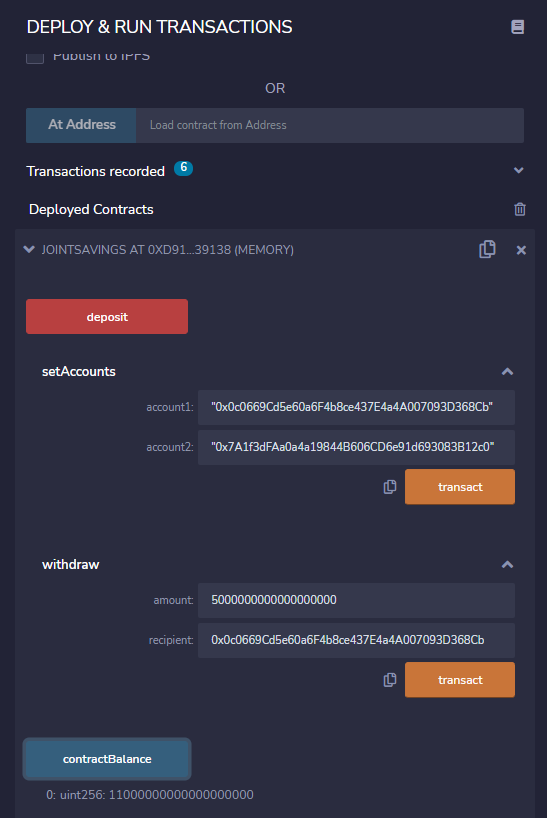 DEPLOY & RUN TRANSACTIONS
Publish to IPFS
OR
At Address Load contract from Address
Transactions recorded 6
Deployed Contracts
JOINTSAVINGS AT 0XD91...39138 (MEMORY)
deposit
setAccounts
account1: "0x0c0669Cd5e60a6F4b8ce437E4a4A007093D368Cb"
account2: "0x7A1f3dFAa0a4a19844B606CD6e91d693083B12c0"
transact
withdraw
amount: 5000000000000000000
recipient: 0x0c0669Cd5e60a6F4b8ce437E4a4A007093D368Cb
transact
contractBalance
0: uint256: 11000000000000000000